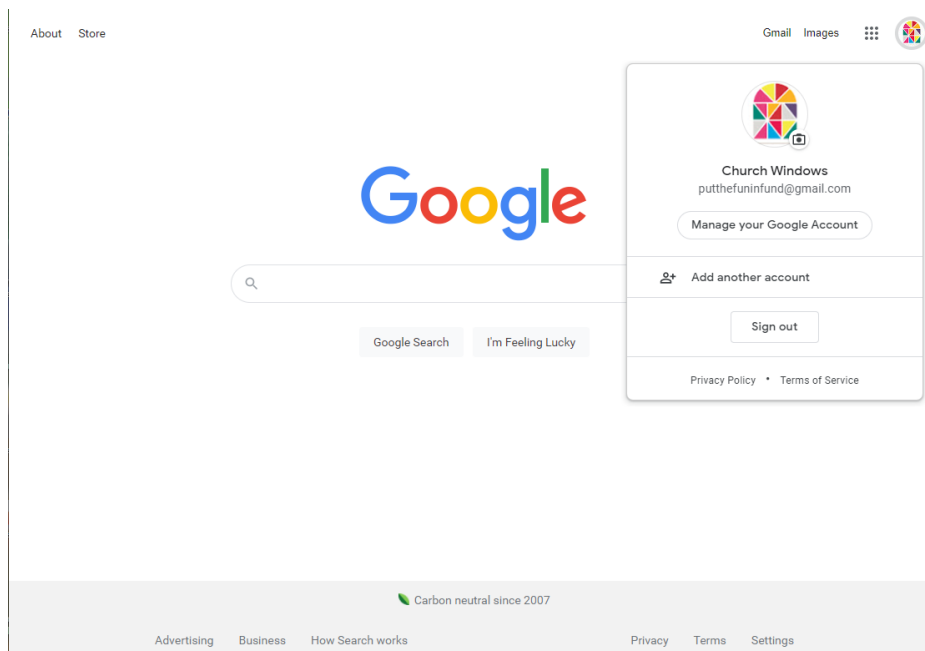 About Store
Gmail Images
Church Windows
putthefuninfund@gmail.com
Manage your Google Account
Add another account
Sign out
Privacy Policy • Terms of Service
Google
Google Search I'm Feeling Lucky
Carbon neutral since 2007
Advertising Business How Search works
Privacy Terms Settings